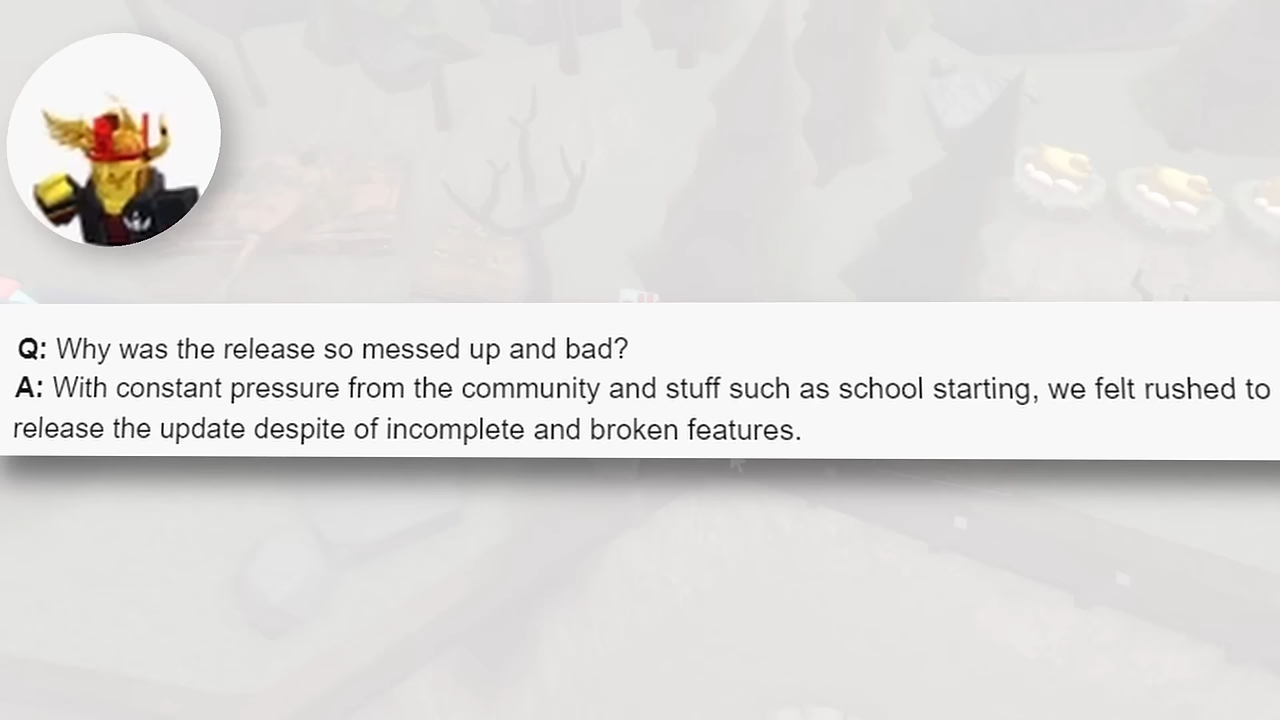 Q: Why was the release so messed up and bad?
A: With constant pressure from the community and stuff such as school starting, we felt rushed to
release the update despite of incomplete and broken features.